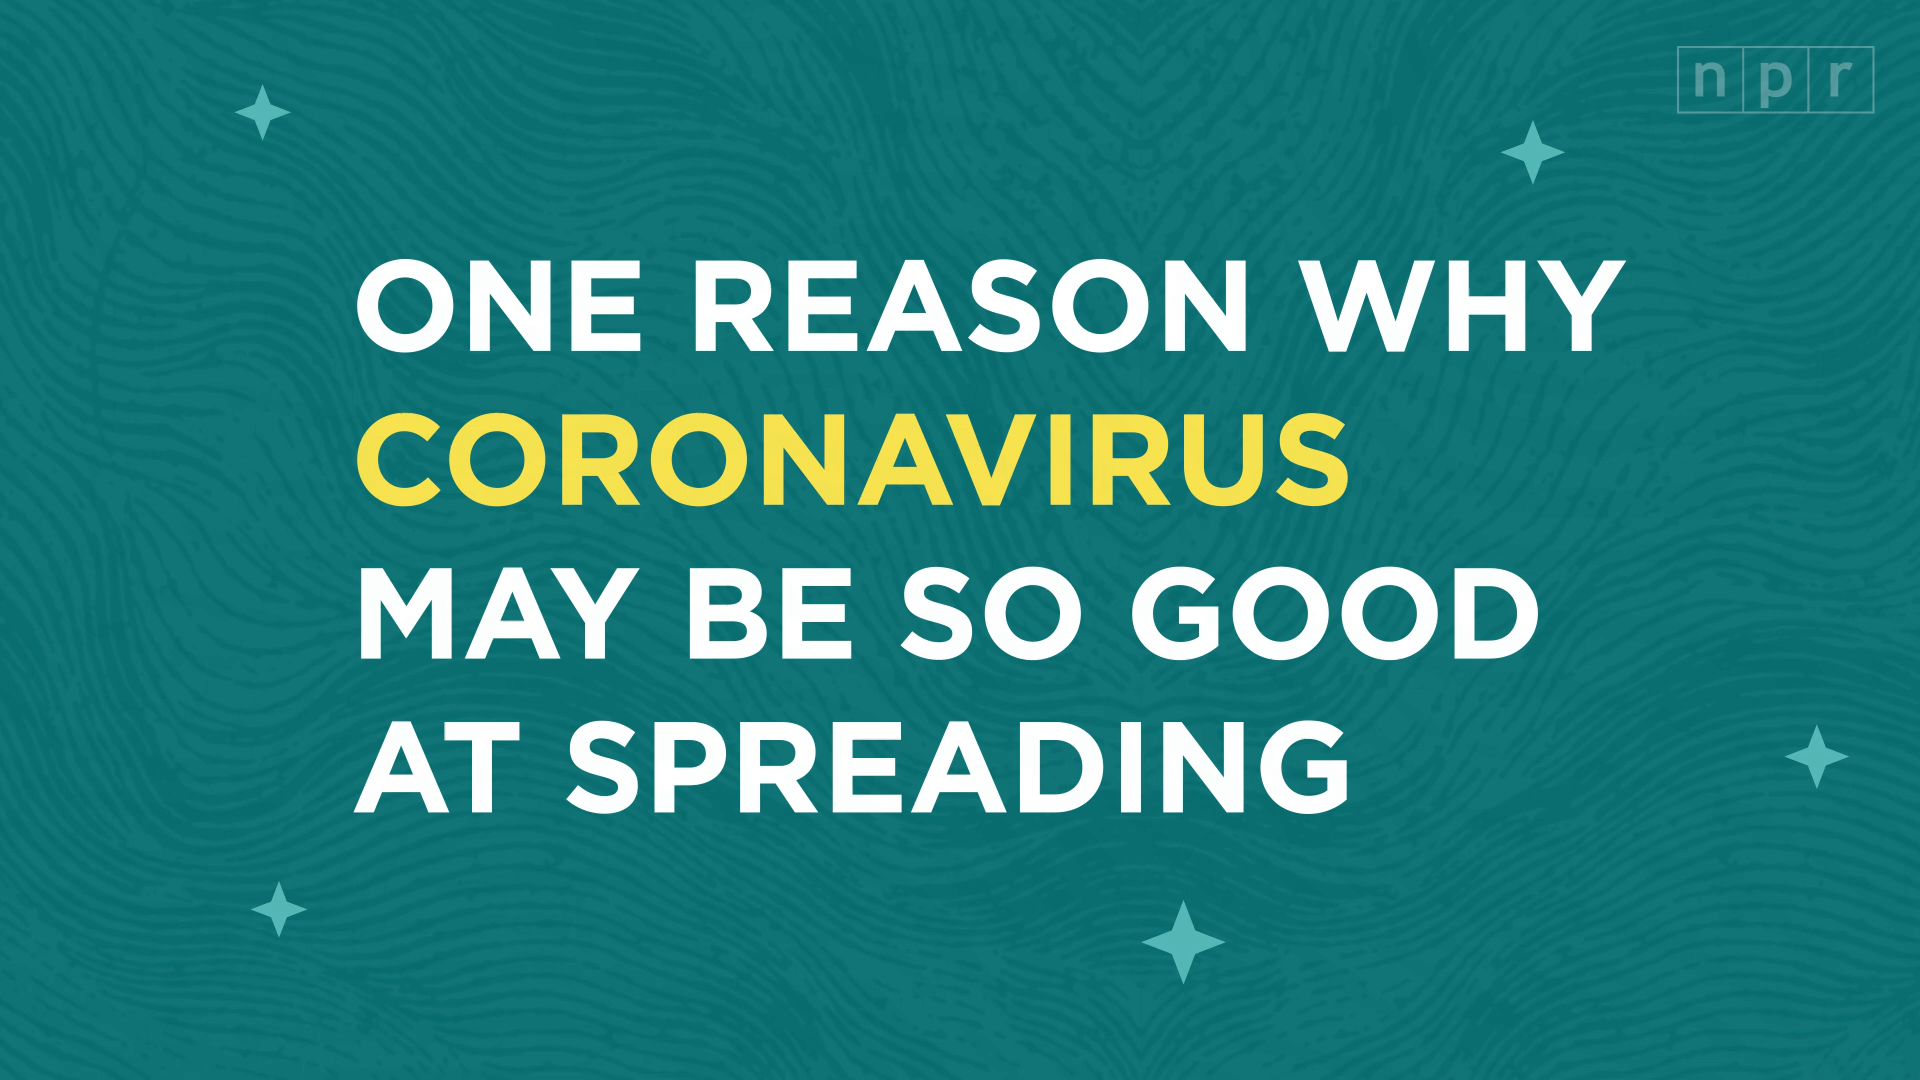 npr
ONE REASON WHY
CORONAVIRUS
MAY BE SO GOOD
AT SPREADING